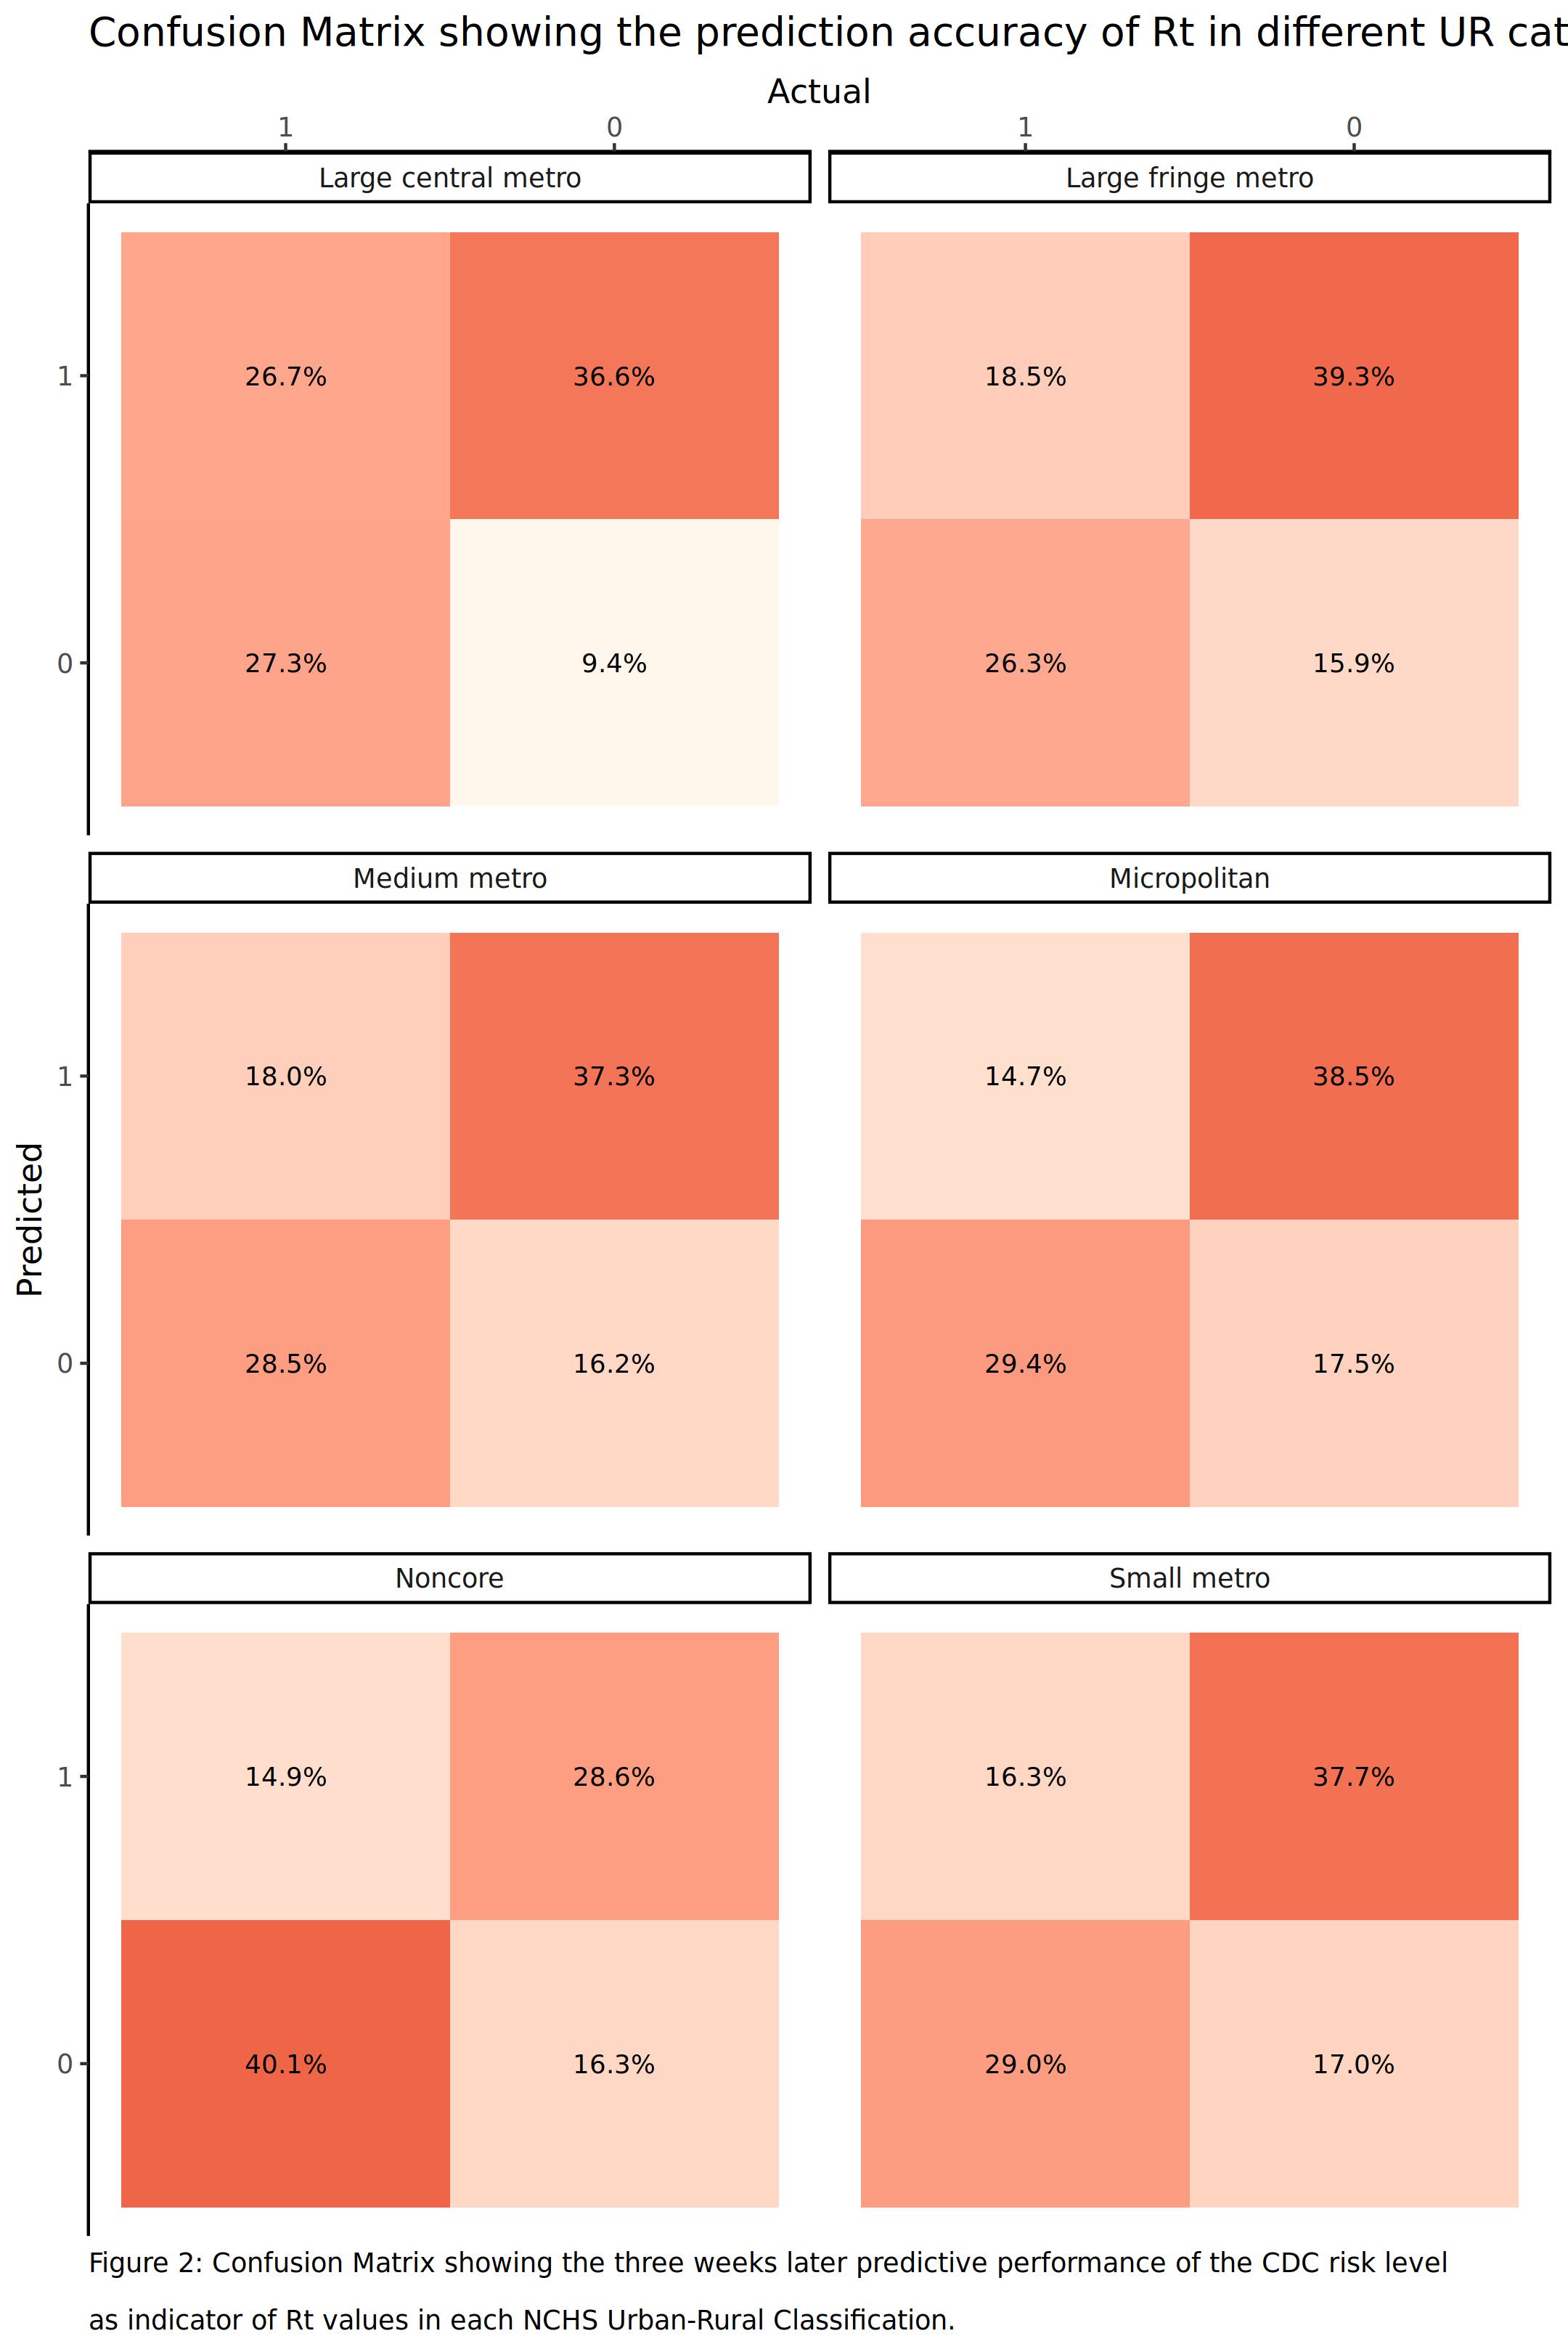 Confusion Matrix showing the prediction accuracy of Rt in different UR cat
Actual
1 0 1 0
Large central metro Large fringe metro
1 26.7% 36.6% 18.5% 39.3%
0 27.3% 9.4% 26.3% 15.9%
Medium metro Micropolitan
1 18.0% 37.3% 14.7% 38.5%
Predicted
0 28.5% 16.2% 29.4% 17.5%
Noncore Small metro
1 14.9% 28.6% 16.3% 37.7%
0 40.1% 16.3% 29.0% 17.0%
Figure 2: Confusion Matrix showing the three weeks later predictive performance of the CDC risk level
as indicator of Rt values in each NCHS Urban-Rural Classification.